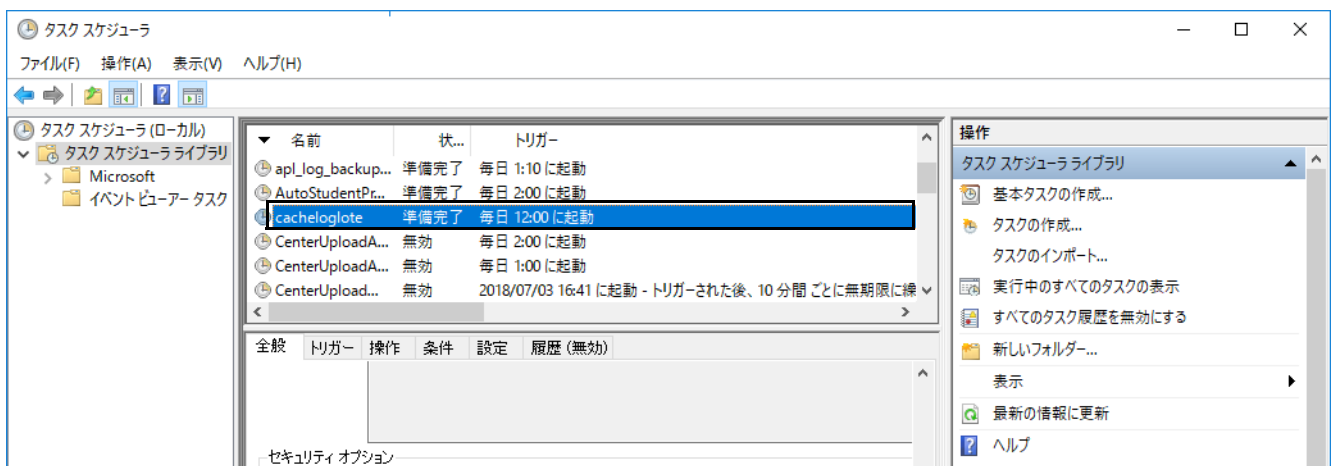 タスク スケジューラ
ファイル(F) 操作(A) 表示(V) ヘルプ(H)
タスク スケジューラ (ローカル)
タスク スケジューラ ライブラリ
Microsoft
イベント ビューアー タスク
名前 状... トリガー
apl_log_backup... 準備完了 毎日 1:10 に起動
AutoStudentPr... 準備完了 毎日 2:00 に起動
cacheloglote 準備完了 毎日 12:00 に起動
CenterUploadA... 無効 毎日 2:00 に起動
CenterUploadA... 無効 毎日 1:00 に起動
CenterUpload... 無効 2018/07/03 16:41 に起動 - トリガーされた後、10 分間 ごとに無期限に繰
全般 トリガー 操作 条件 設定 履歴 (無効)
セキュリティ オプション
操作
タスク スケジューラ ライブラリ
基本タスクの作成...
タスクの作成...
タスクのインポート...
実行中のすべてのタスクの表示
すべてのタスク履歴を無効にする
新しいフォルダー...
表示
最新の情報に更新
ヘルプ